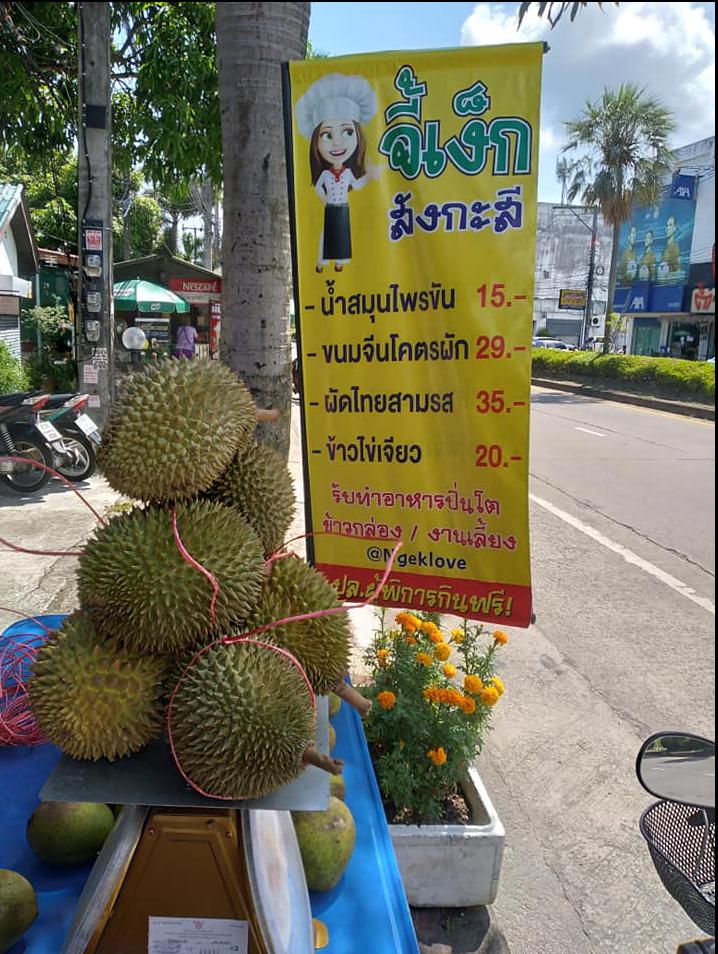 จี้เง็ก
สังกะสี
- น้ำสมุนไพรขัน 15.-
- ขนมจีนโคตรผัก 29.-
- ผัดไทยสามรส 35.-
- ข้าวไข่เจียว 20.-
รับทำอาหารปิ่นโต
ข้าวกล่อง / งานเลี้ยง
@Ngeklove
ปล.ผู้พิการกินฟรี!
NESCAFÉ
AXA
AXA